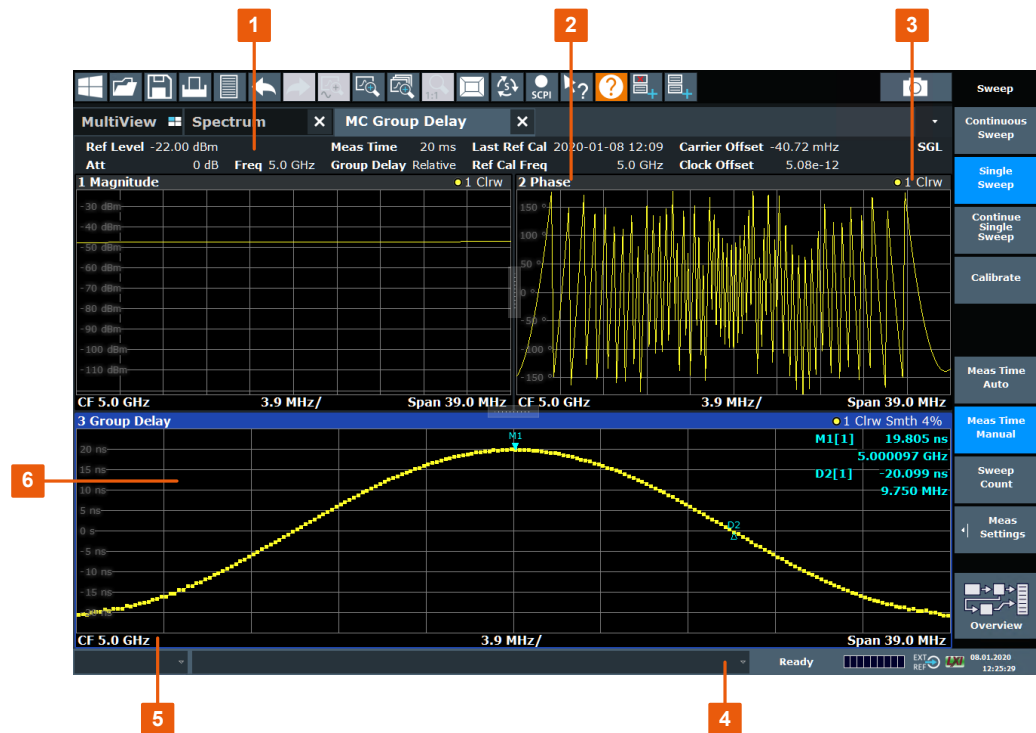 1 2 3
1:1 SCPI ? ?
Sweep
MultiView Spectrum × MC Group Delay ×
Ref Level -22.00 dBm Meas Time 20 ms Last Ref Cal 2020-01-08 12:09 Carrier Offset -40.72 mHz SGL
Att 0 dB Freq 5.0 GHz Group Delay Relative Ref Cal Freq 5.0 GHz Clock Offset 5.08e-12
1 Magnitude 1 Clrw
-30 dBm
-40 dBm
-50 dBm
-60 dBm
-70 dBm
-80 dBm
-90 dBm
-100 dBm
-110 dBm
CF 5.0 GHz 3.9 MHz/ Span 39.0 MHz
2 Phase 1 Clrw
150 °
100 °
50 °
0 °
-50 °
-100 °
-150 °
CF 5.0 GHz 3.9 MHz/ Span 39.0 MHz
3 Group Delay 1 Clrw Smth 4%
M1[1] 19.805 ns
5.000097 GHz
D2[1] -20.099 ns
9.750 MHz
M1
D2
20 ns
15 ns
10 ns
5 ns
0 s
-5 ns
-10 ns
-15 ns
-20 ns
CF 5.0 GHz 3.9 MHz/ Span 39.0 MHz
Continuous
Sweep
Single
Sweep
Continue
Single
Sweep
Calibrate
Meas Time
Auto
Meas Time
Manual
Sweep
Count
Meas
Settings
Overview
Ready
EXT
REF
LXI
08.01.2020
12:25:29
6
5 4